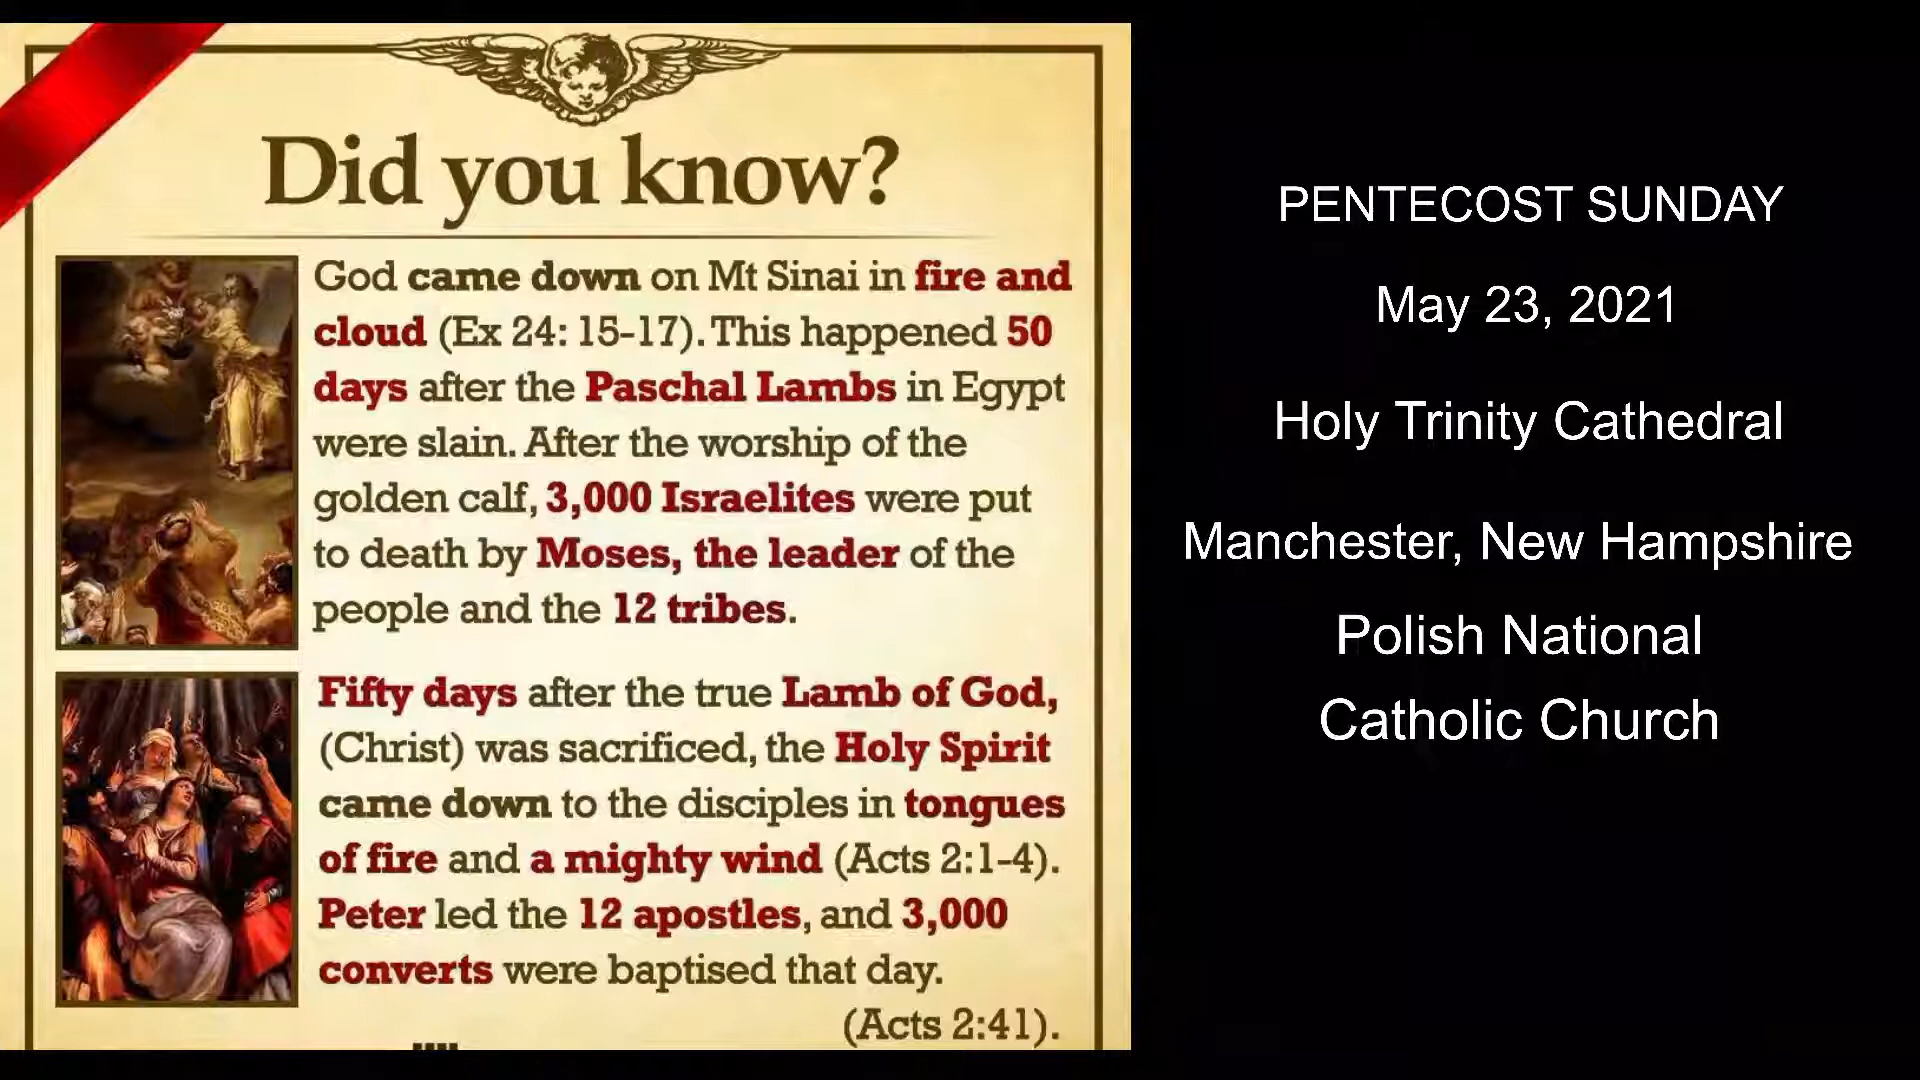 Did you know?
God came down on Mt Sinai in fire and
cloud (Ex 24: 15-17). This happened 50
days after the Paschal Lambs in Egypt
were slain. After the worship of the
golden calf, 3,000 Israelites were put
to death by Moses, the leader of the
people and the 12 tribes.
Fifty days after the true Lamb of God,
(Christ) was sacrificed, the Holy Spirit
came down to the disciples in tongues
of fire and a mighty wind (Acts 2:1-4).
Peter led the 12 apostles, and 3,000
converts were baptised that day.
(Acts 2:41).
PENTECOST SUNDAY
May 23, 2021
Holy Trinity Cathedral
Manchester, New Hampshire
Polish National
Catholic Church